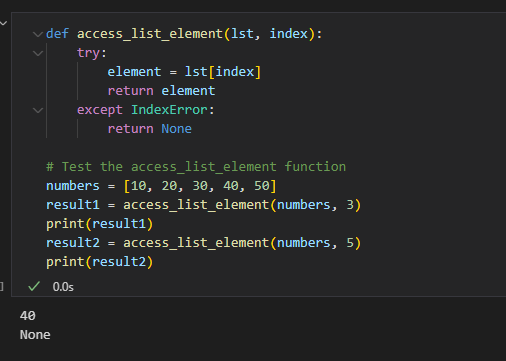 def access_list_element(lst, index):
    try:
        element = lst[index]
        return element
    except IndexError:
        return None

# Test the access_list_element function
numbers = [10, 20, 30, 40, 50]
result1 = access_list_element(numbers, 3)
print(result1)
result2 = access_list_element(numbers, 5)
print(result2)
0.0s
40
None